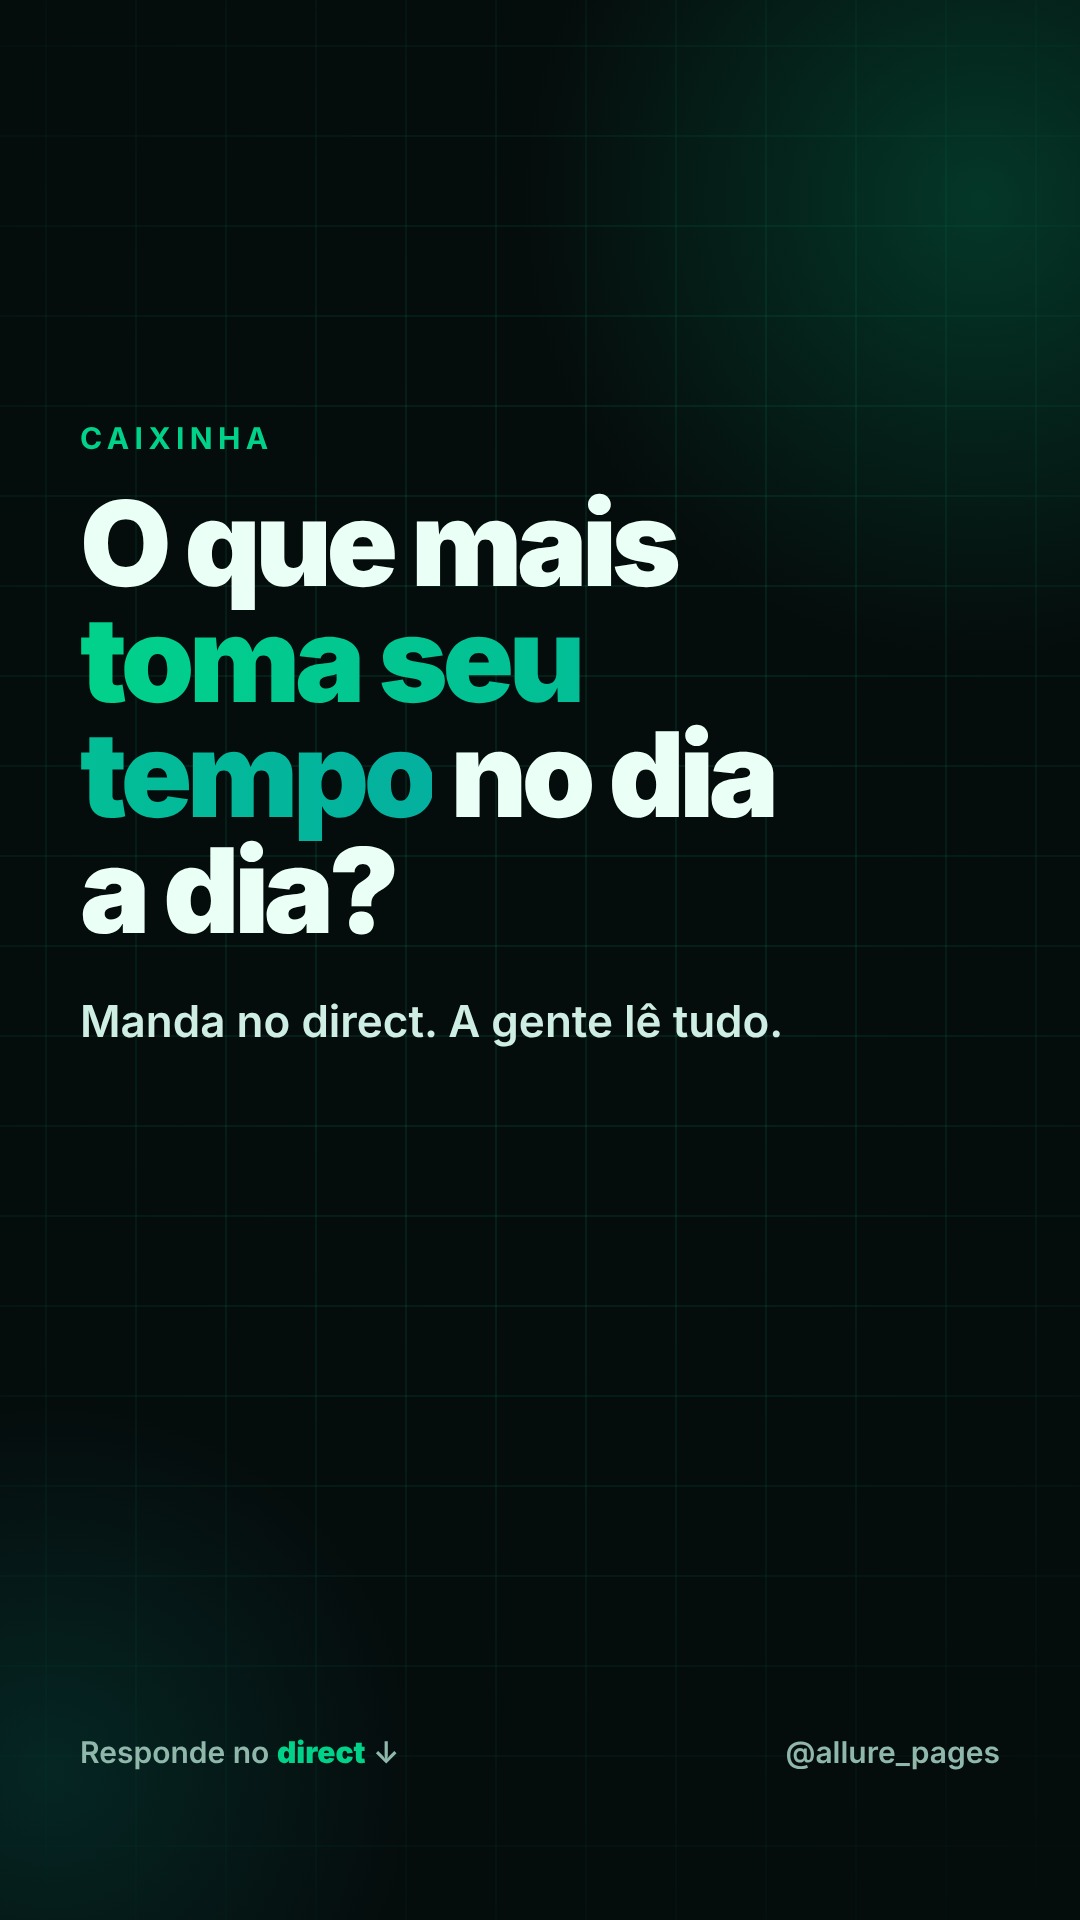 CAIXINHA
O que mais
toma seu
tempo no dia
a dia?
Manda no direct. A gente lê tudo.
Responde no direct ↓
@allure_pages